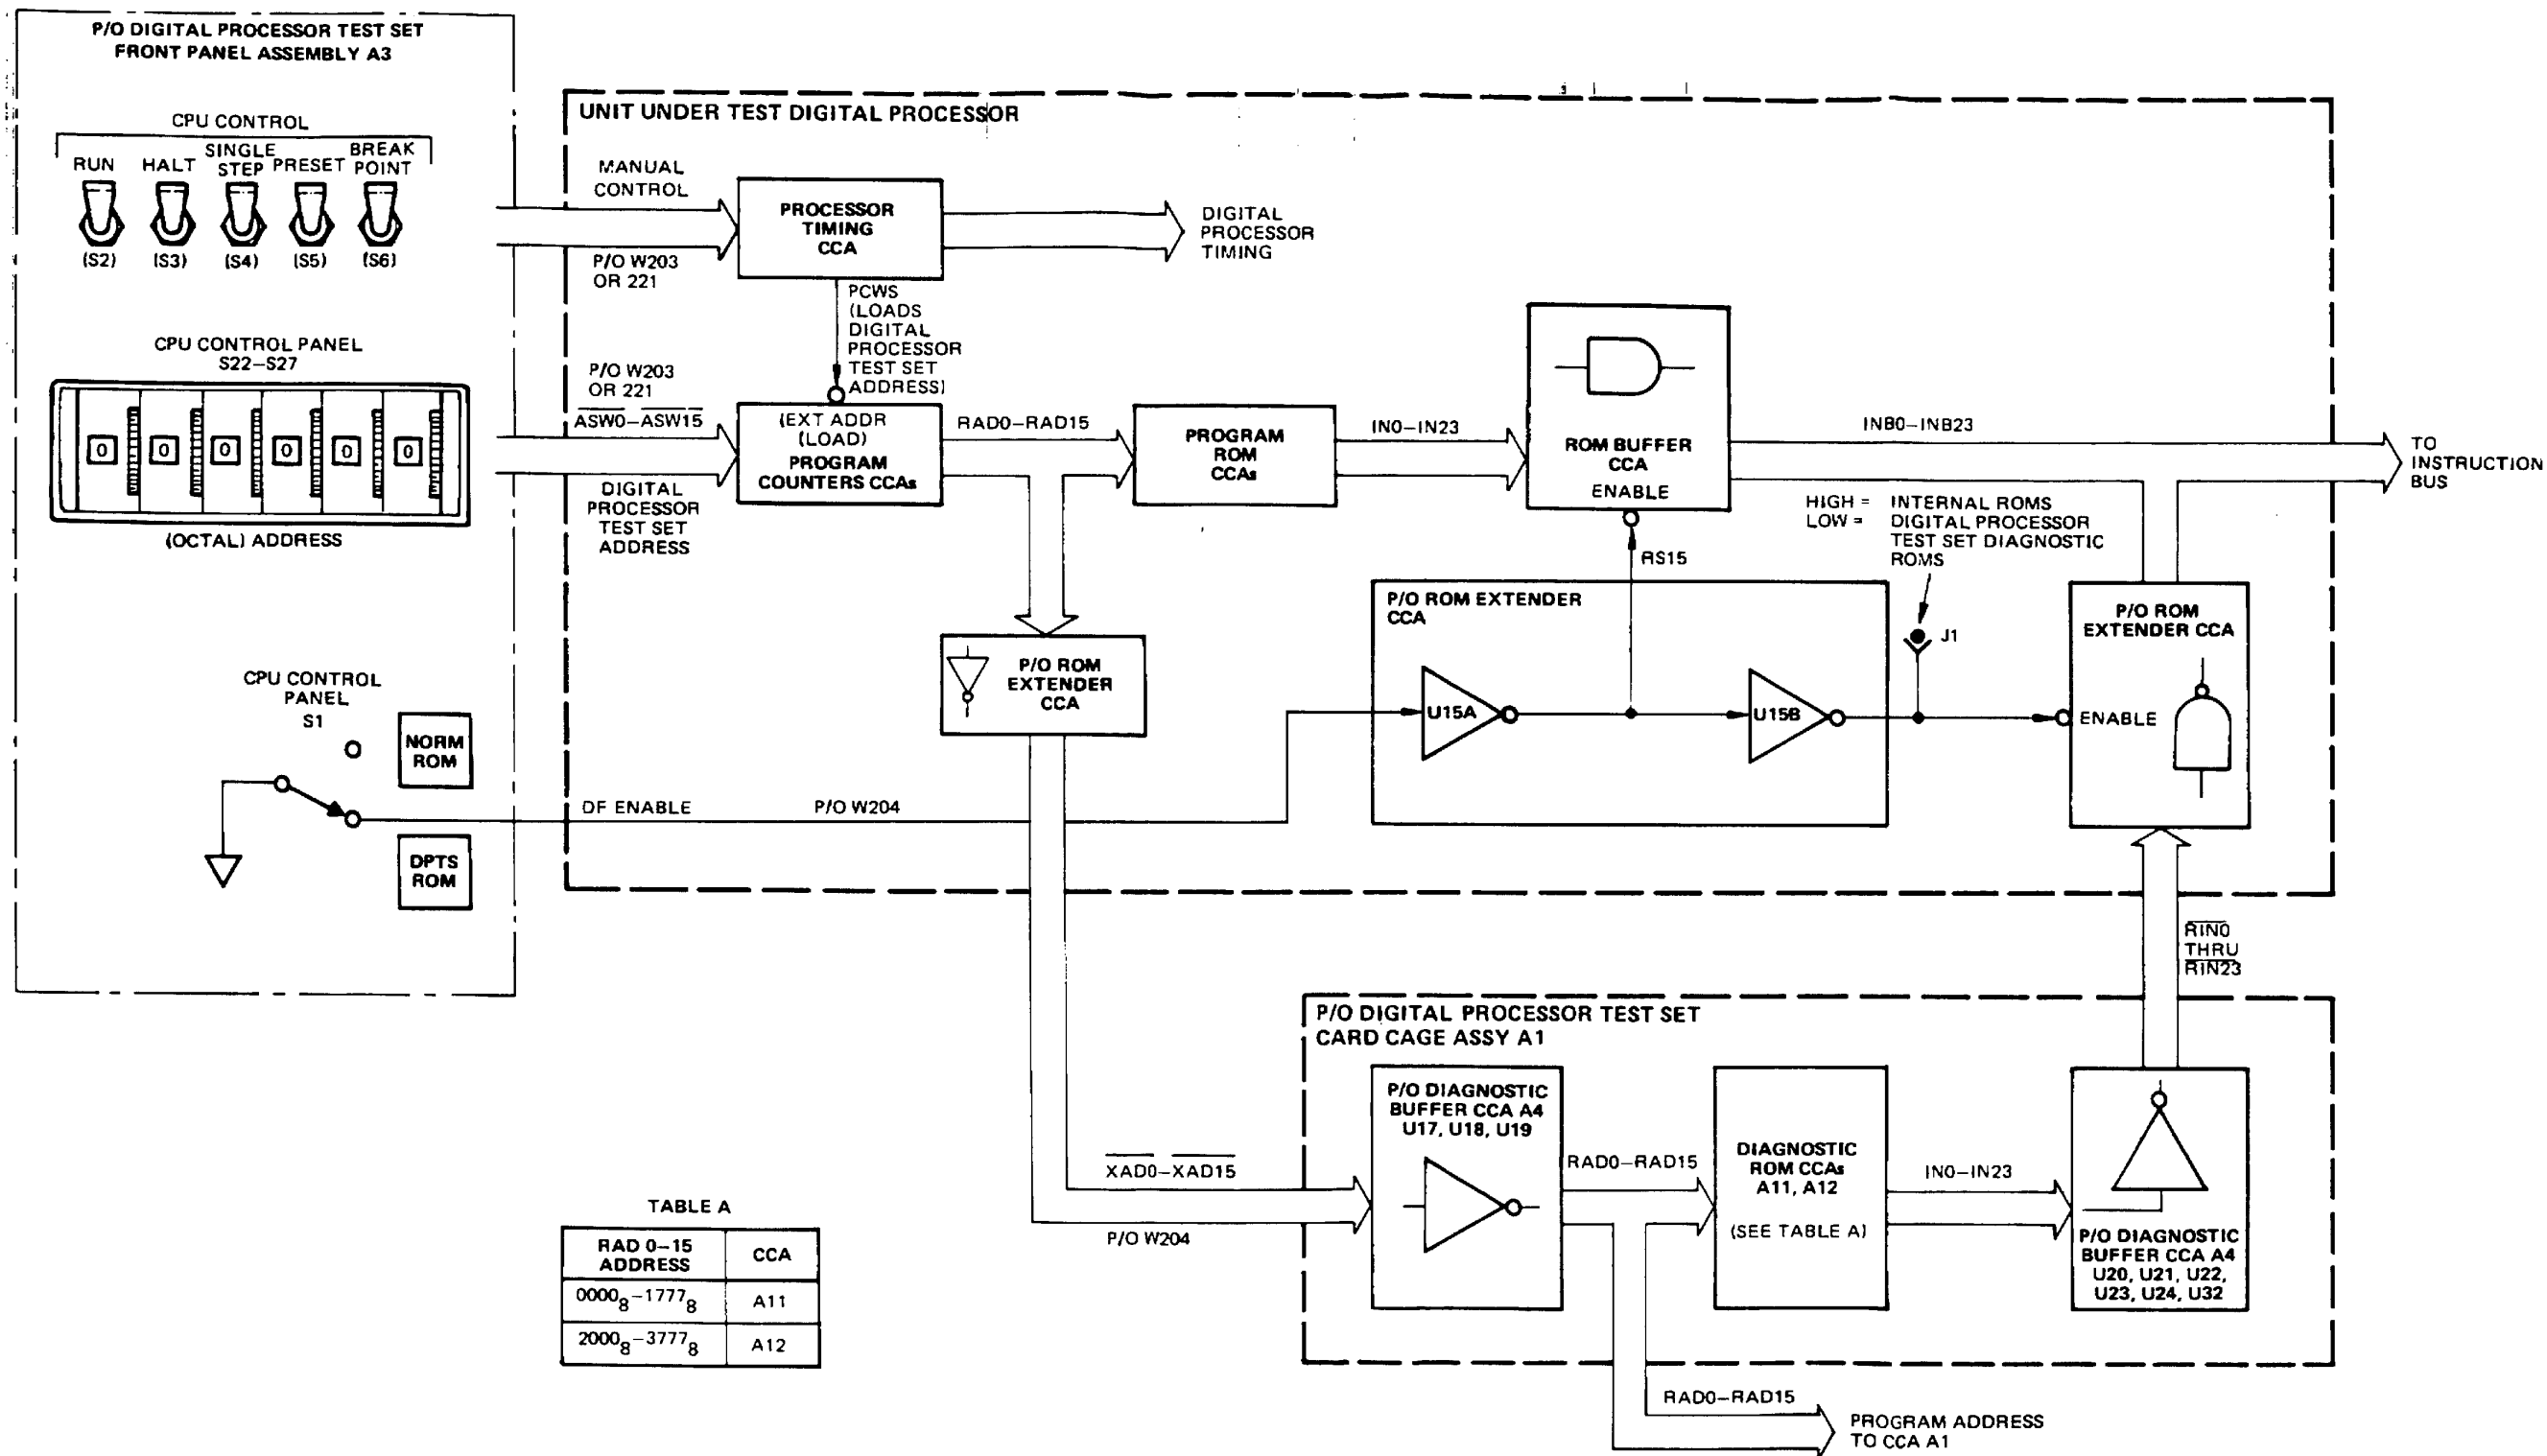 P/O DIGITAL PROCESSOR TEST SET
FRONT PANEL ASSEMBLY A3
CPU CONTROL
RUN
HALT
SINGLE
STEP
PRESET
BREAK
POINT
(S2)
(S3)
(S4)
(S5)
(S6)
CPU CONTROL PANEL
S22-S27
0 0 0 0 0 0
(OCTAL) ADDRESS
CPU CONTROL
PANEL
S1
NORM
ROM
DPTS
ROM
UNIT UNDER TEST DIGITAL PROCESSOR
MANUAL
CONTROL
P/O W203
OR 221
PROCESSOR
TIMING
CCA
DIGITAL
PROCESSOR
TIMING
PCWS
(LOADS
DIGITAL
PROCESSOR
TEST SET
ADDRESS)
P/O W203
OR 221
ASW0-ASW15
DIGITAL
PROCESSOR
TEST SET
ADDRESS
(EXT ADDR
(LOAD)
PROGRAM
COUNTERS CCAs
RAD0-RAD15
PROGRAM
ROM
CCAs
IN0-IN23
ROM BUFFER
CCA
ENABLE
INB0-INB23
TO
INSTRUCTION
BUS
HIGH = INTERNAL ROMS
LOW = DIGITAL PROCESSOR
TEST SET DIAGNOSTIC
ROMS
RS15
J1
P/O ROM
EXTENDER
CCA
P/O ROM EXTENDER
CCA
U15A
U15B
P/O ROM
EXTENDER CCA
ENABLE
DF ENABLE
P/O W204
RIN0
THRU
RIN23
P/O DIGITAL PROCESSOR TEST SET
CARD CAGE ASSY A1
P/O DIAGNOSTIC
BUFFER CCA A4
U17, U18, U19
RAD0-RAD15
DIAGNOSTIC
ROM CCAs
A11, A12
(SEE TABLE A)
IN0-IN23
P/O DIAGNOSTIC
BUFFER CCA A4
U20, U21, U22,
U23, U24, U32
XAD0-XAD15
P/O W204
RAD0-RAD15
PROGRAM ADDRESS
TO CCA A1
TABLE A
RAD 0-15
ADDRESS
CCA
0000₈-1777₈ A11
2000₈-3777₈ A12